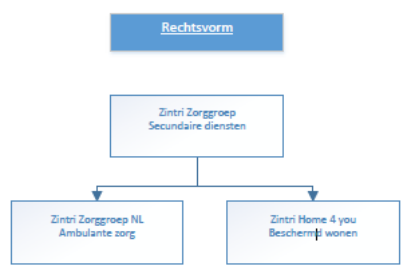 Rechtsvorm
Zintri Zorggroep
Secundaire diensten
Zintri Zorggroep NL
Ambulante zorg
Zintri Home 4 you
Beschermd wonen